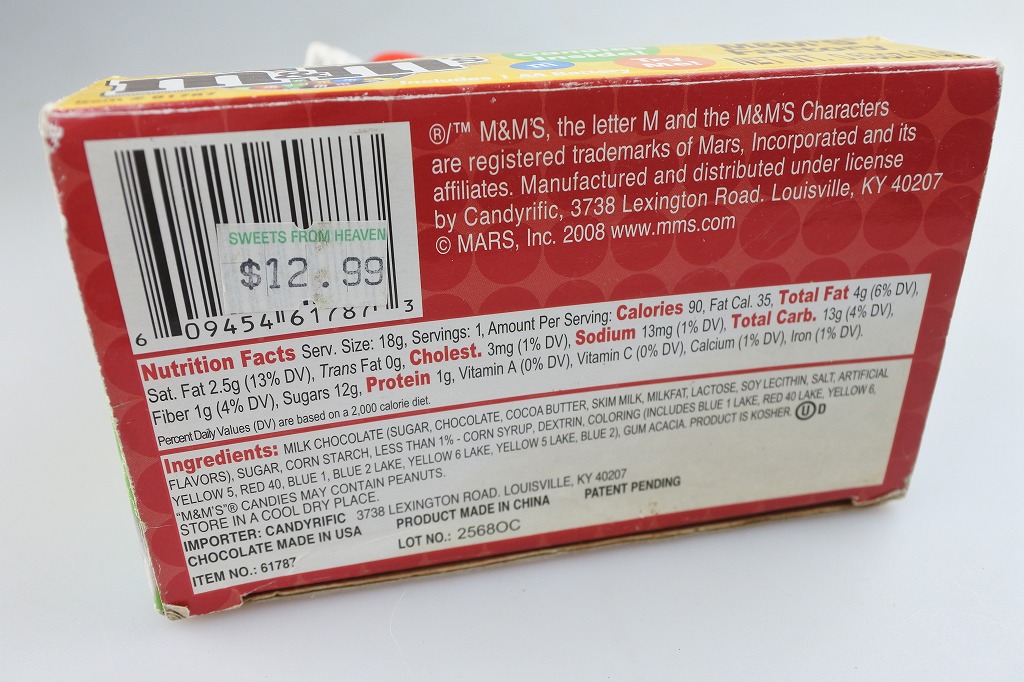 m&m's
Candy
Inside!
m
Try
Me!
Includes 1 AA Batte
Item # 61787
®/™ M&M'S, the letter M and the M&M'S Characters
are registered trademarks of Mars, Incorporated and its
affiliates. Manufactured and distributed under license
by Candyrific, 3738 Lexington Road. Louisville, KY 40207
© MARS, Inc. 2008 www.mms.com
SWEETS FROM HEAVEN
$12.99
6 09454 61787 3
Nutrition Facts Serv. Size: 18g, Servings: 1, Amount Per Serving: Calories 90, Fat Cal. 35, Total Fat 4g (6% DV),
Sat. Fat 2.5g (13% DV), Trans Fat 0g, Cholest. 3mg (1% DV), Sodium 13mg (1% DV), Total Carb. 13g (4% DV),
Fiber 1g (4% DV), Sugars 12g, Protein 1g, Vitamin A (0% DV), Vitamin C (0% DV), Calcium (1% DV), Iron (1% DV).
Percent Daily Values (DV) are based on a 2,000 calorie diet.
Ingredients: MILK CHOCOLATE (SUGAR, CHOCOLATE, COCOA BUTTER, SKIM MILK, MILKFAT, LACTOSE, SOY LECITHIN, SALT, ARTIFICIAL
FLAVORS), SUGAR, CORN STARCH, LESS THAN 1% - CORN SYRUP, DEXTRIN, COLORING (INCLUDES BLUE 1 LAKE, RED 40 LAKE, YELLOW 6,
YELLOW 5, RED 40, BLUE 1, BLUE 2 LAKE, YELLOW 6 LAKE, YELLOW 5 LAKE, BLUE 2), GUM ACACIA. PRODUCT IS KOSHER. Ⓤ D
"M&M'S"® CANDIES MAY CONTAIN PEANUTS.
STORE IN A COOL DRY PLACE.
IMPORTER: CANDYRIFIC 3738 LEXINGTON ROAD. LOUISVILLE, KY 40207
CHOCOLATE MADE IN USA PRODUCT MADE IN CHINA PATENT PENDING
ITEM NO.: 61787 LOT NO.: 2568OC